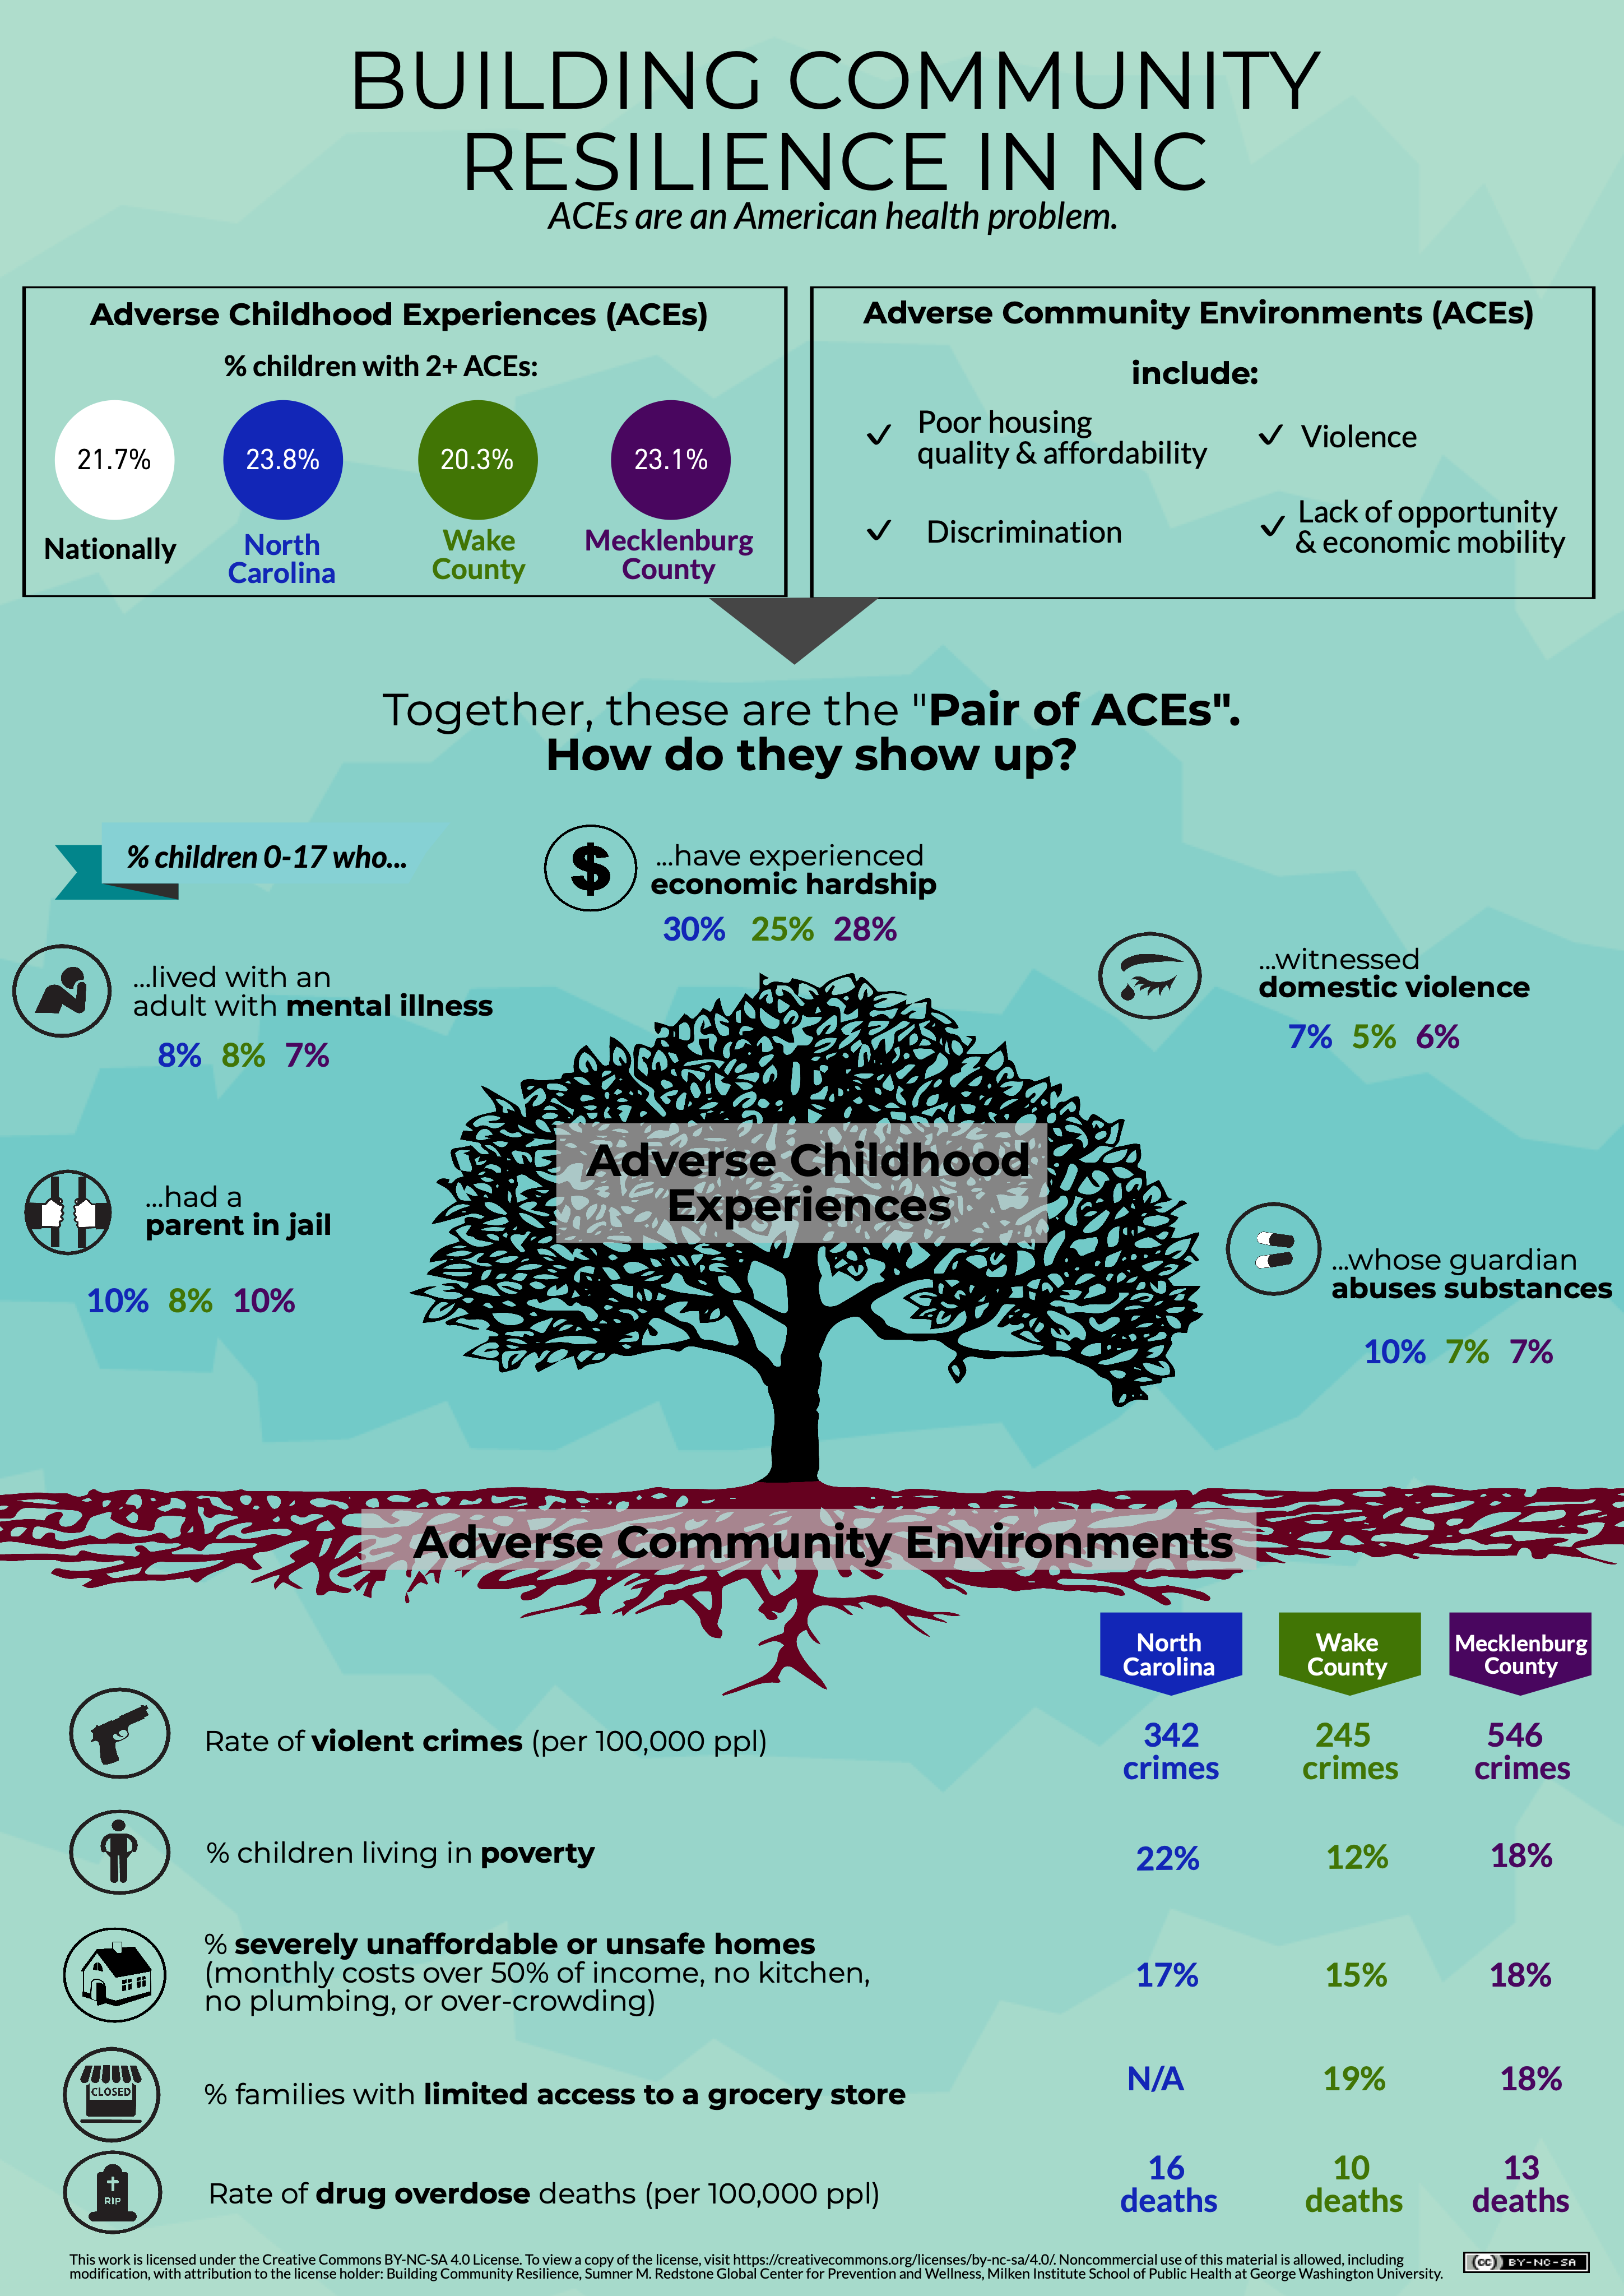 BUILDING COMMUNITY
RESILIENCE IN NC
ACEs are an American health problem.
Adverse Childhood Experiences (ACEs)
% children with 2+ ACEs:
21.7%
23.8%
20.3%
23.1%
Nationally
North
Carolina
Wake
County
Mecklenburg
County
Adverse Community Environments (ACEs)
include:
Poor housing
quality & affordability
Violence
Discrimination
Lack of opportunity
& economic mobility
Together, these are the "Pair of ACEs".
How do they show up?
% children 0-17 who...
...have experienced
economic hardship
30% 25% 28%
...lived with an
adult with mental illness
8% 8% 7%
...witnessed
domestic violence
7% 5% 6%
...had a
parent in jail
10% 8% 10%
...whose guardian
abuses substances
10% 7% 7%
Adverse Childhood
Experiences
Adverse Community Environments
North
Carolina
Wake
County
Mecklenburg
County
Rate of violent crimes (per 100,000 ppl)
342
crimes
245
crimes
546
crimes
% children living in poverty
22% 12% 18%
% severely unaffordable or unsafe homes
(monthly costs over 50% of income, no kitchen,
no plumbing, or over-crowding)
17% 15% 18%
CLOSED
% families with limited access to a grocery store
N/A 19% 18%
RIP
Rate of drug overdose deaths (per 100,000 ppl)
16
deaths
10
deaths
13
deaths
This work is licensed under the Creative Commons BY-NC-SA 4.0 License. To view a copy of the license, visit https://creativecommons.org/licenses/by-nc-sa/4.0/. Noncommercial use of this material is allowed, including
modification, with attribution to the license holder: Building Community Resilience, Sumner M. Redstone Global Center for Prevention and Wellness, Milken Institute School of Public Health at George Washington University.
cc BY-NC-SA